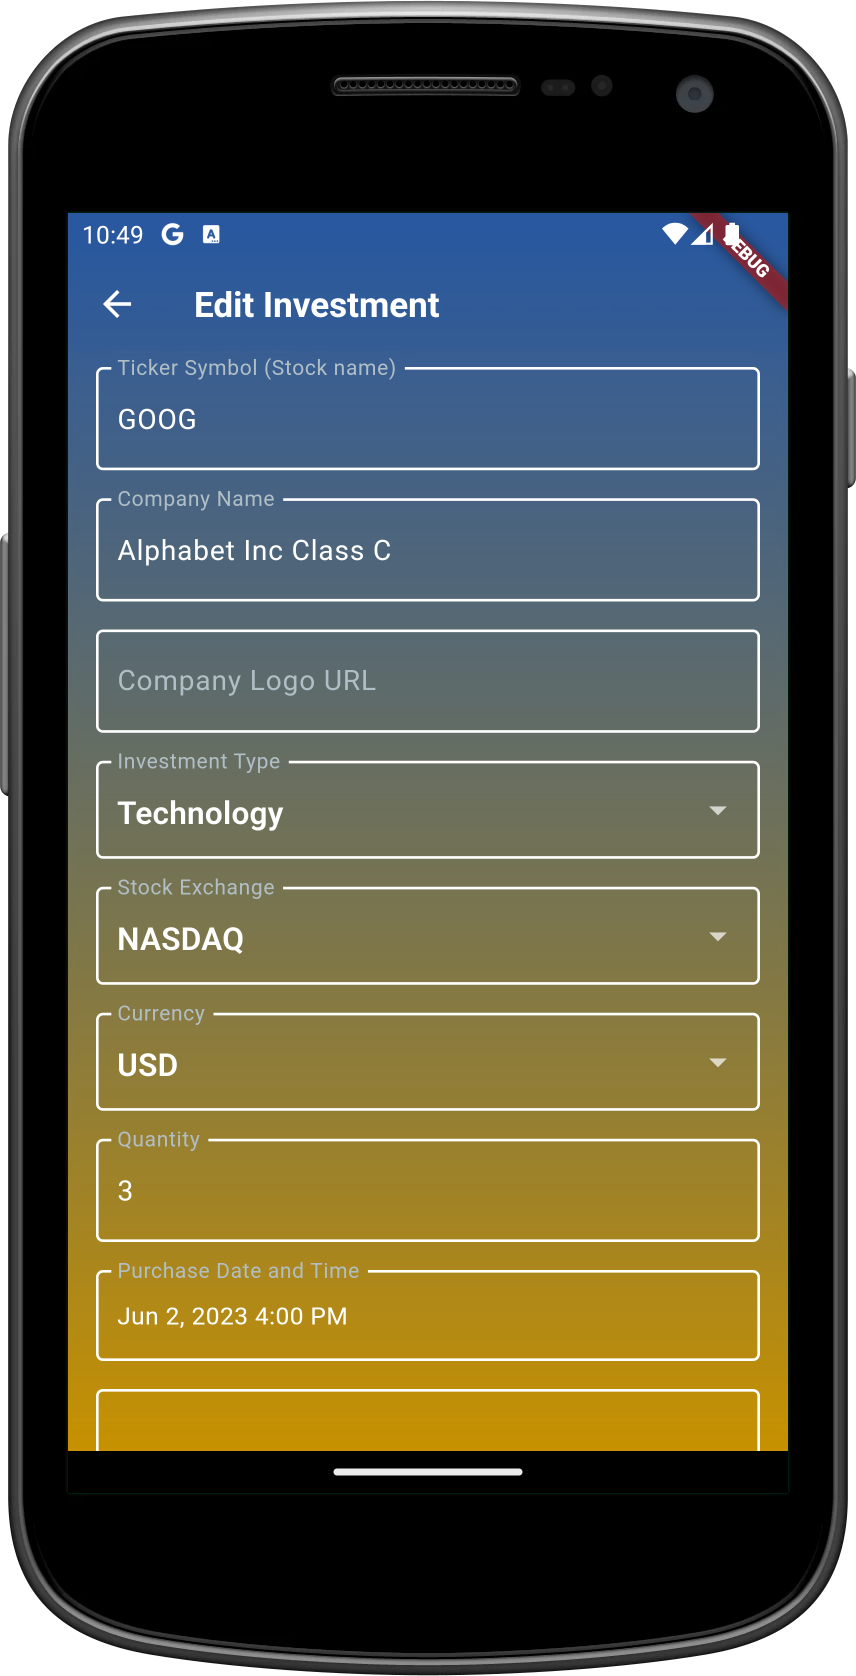 10:49
DEBUG
Edit Investment
Ticker Symbol (Stock name)
GOOG
Company Name
Alphabet Inc Class C
Company Logo URL
Investment Type
Technology
Stock Exchange
NASDAQ
Currency
USD
Quantity
3
Purchase Date and Time
Jun 2, 2023 4:00 PM